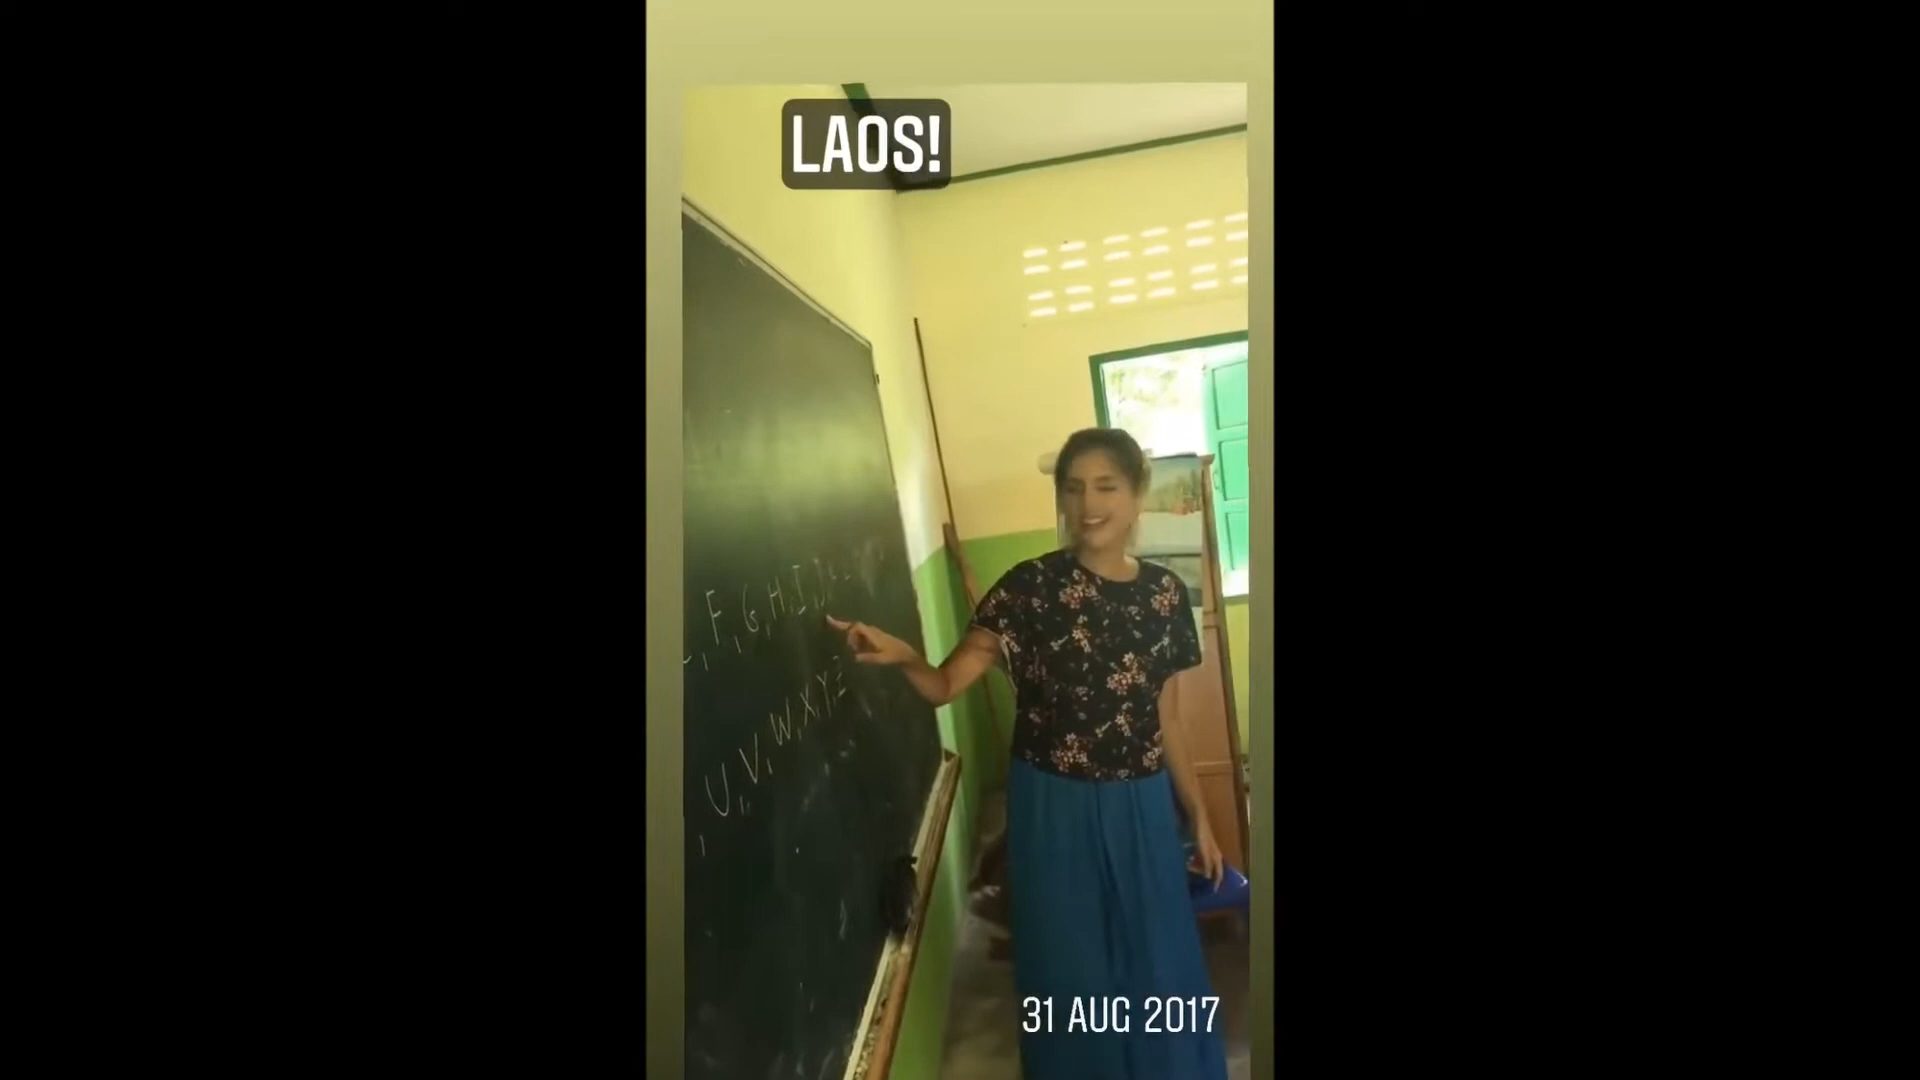 LAOS!
, F, G, H, I, J
, U, V, W, X, Y, Z
31 AUG 2017